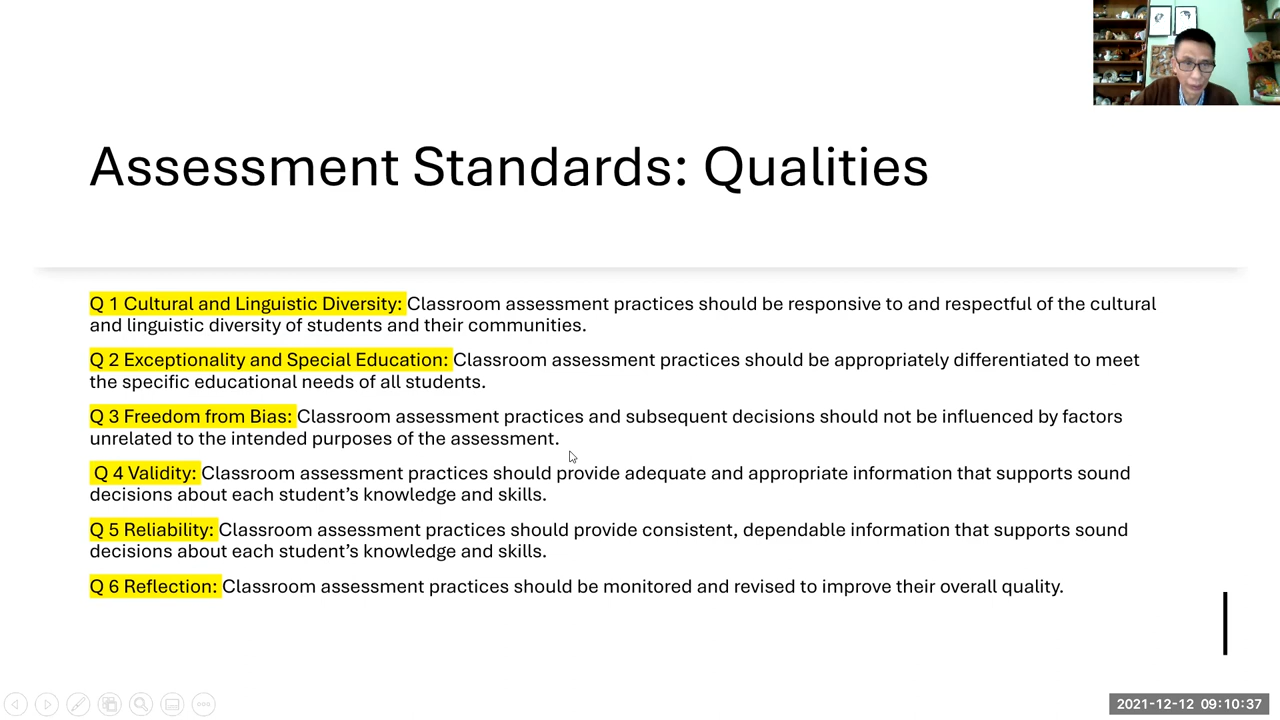 Assessment Standards: Qualities
Q 1 Cultural and Linguistic Diversity: Classroom assessment practices should be responsive to and respectful of the cultural
and linguistic diversity of students and their communities.
Q 2 Exceptionality and Special Education: Classroom assessment practices should be appropriately differentiated to meet
the specific educational needs of all students.
Q 3 Freedom from Bias: Classroom assessment practices and subsequent decisions should not be influenced by factors
unrelated to the intended purposes of the assessment.
Q 4 Validity: Classroom assessment practices should provide adequate and appropriate information that supports sound
decisions about each student’s knowledge and skills.
Q 5 Reliability: Classroom assessment practices should provide consistent, dependable information that supports sound
decisions about each student’s knowledge and skills.
Q 6 Reflection: Classroom assessment practices should be monitored and revised to improve their overall quality.
2021-12-12 09:10:37